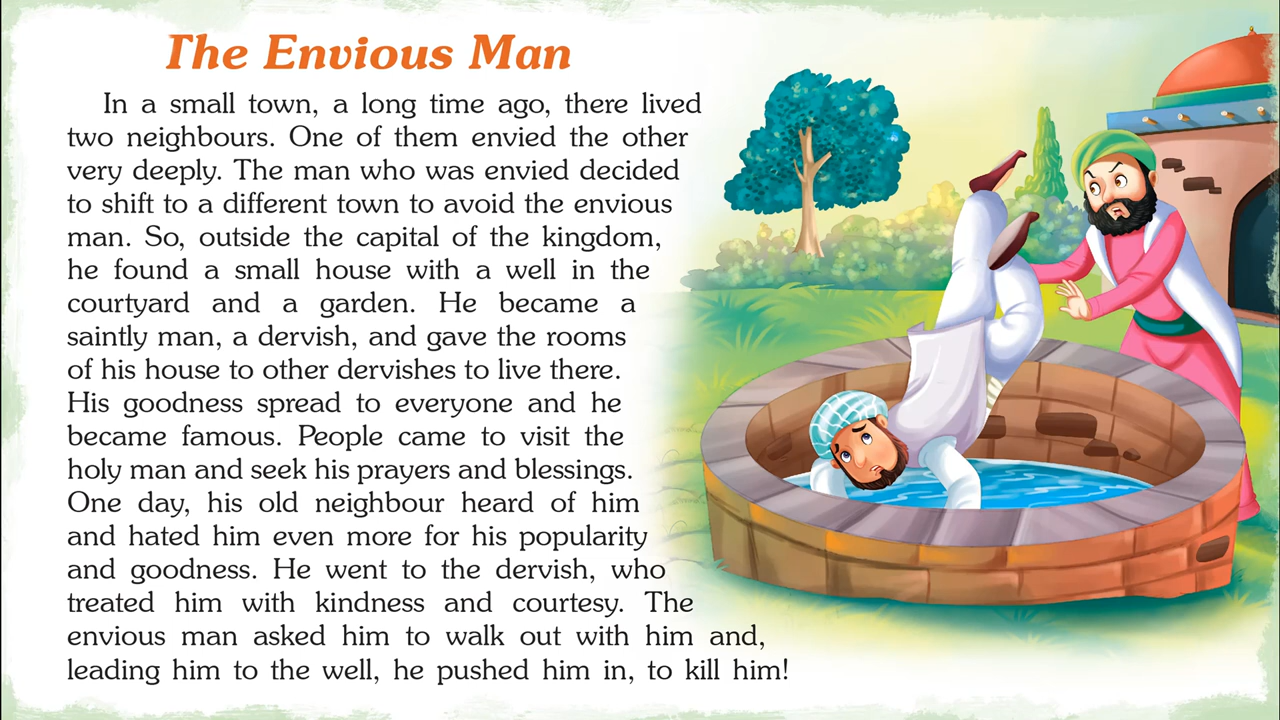 The Envious Man
In a small town, a long time ago, there lived
two neighbours. One of them envied the other
very deeply. The man who was envied decided
to shift to a different town to avoid the envious
man. So, outside the capital of the kingdom,
he found a small house with a well in the
courtyard and a garden. He became a
saintly man, a dervish, and gave the rooms
of his house to other dervishes to live there.
His goodness spread to everyone and he
became famous. People came to visit the
holy man and seek his prayers and blessings.
One day, his old neighbour heard of him
and hated him even more for his popularity
and goodness. He went to the dervish, who
treated him with kindness and courtesy. The
envious man asked him to walk out with him and,
leading him to the well, he pushed him in, to kill him!